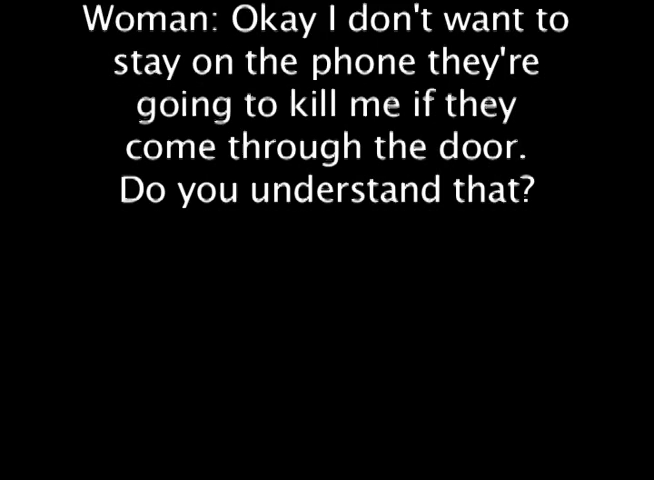 Woman: Okay I don't want to
stay on the phone they're
going to kill me if they
come through the door.
Do you understand that?